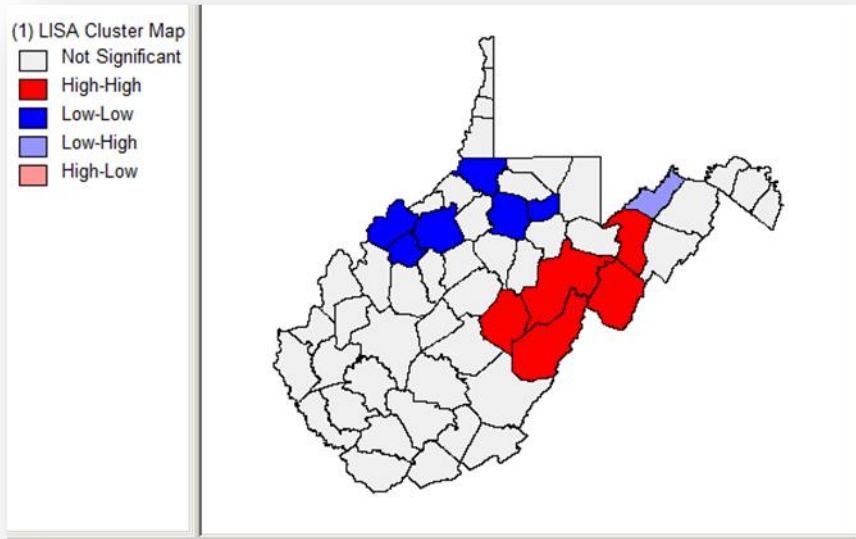 (1) LISA Cluster Map
Not Significant
High-High
Low-Low
Low-High
High-Low